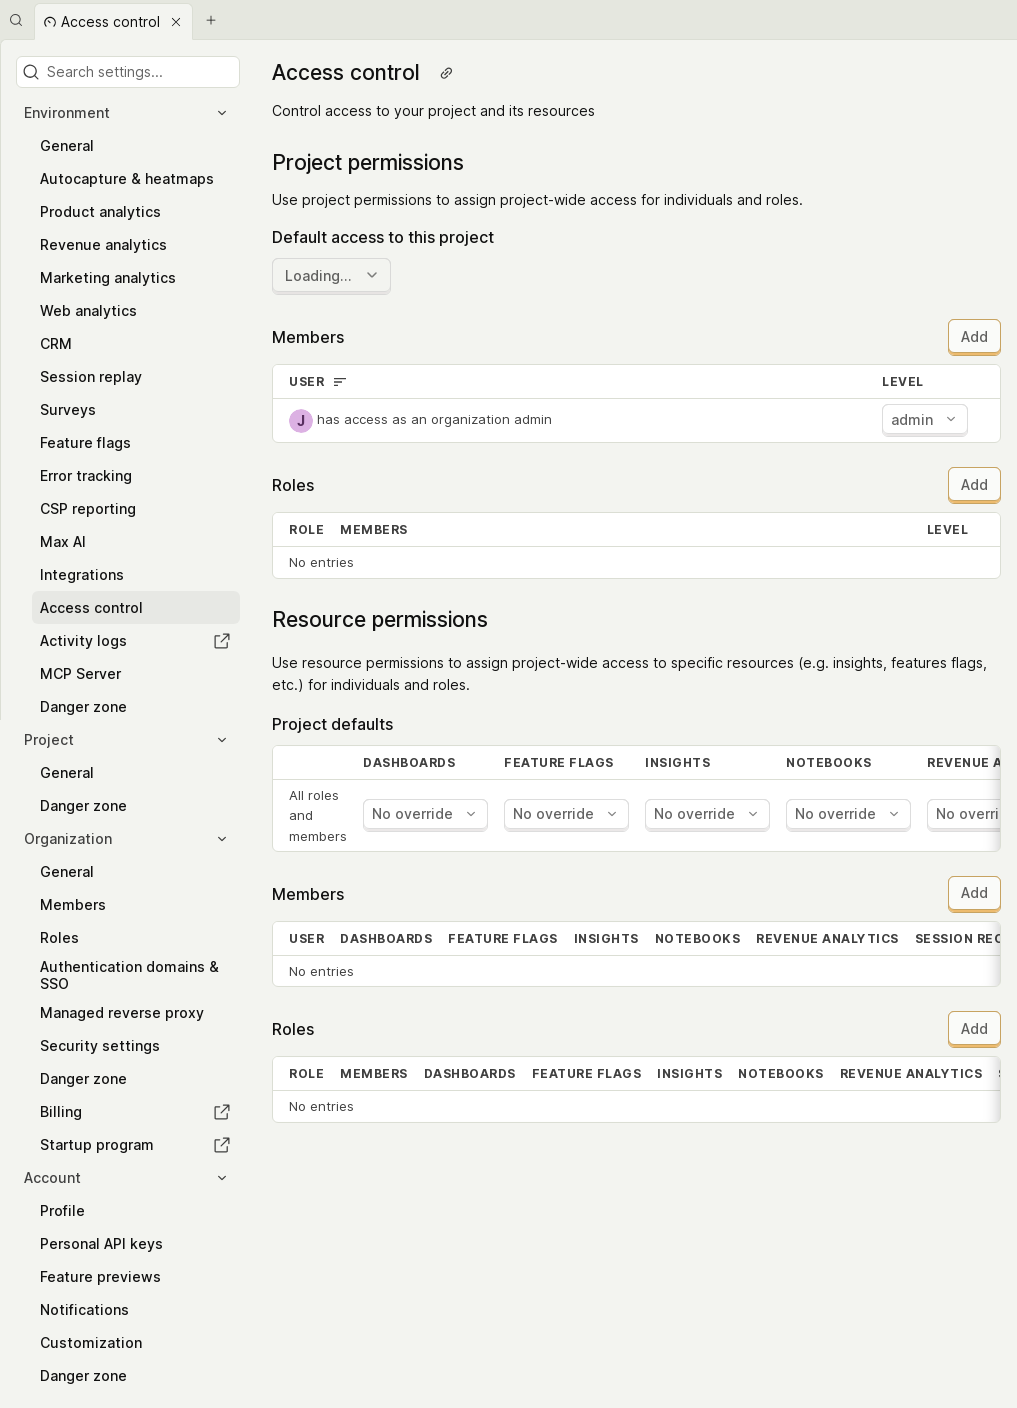 Access control
Search settings...
Environment
General
Autocapture & heatmaps
Product analytics
Revenue analytics
Marketing analytics
Web analytics
CRM
Session replay
Surveys
Feature flags
Error tracking
CSP reporting
Max AI
Integrations
Access control
Activity logs
MCP Server
Danger zone
Project
General
Danger zone
Organization
General
Members
Roles
Authentication domains &
SSO
Managed reverse proxy
Security settings
Danger zone
Billing
Startup program
Account
Profile
Personal API keys
Feature previews
Notifications
Customization
Danger zone
Access control
Control access to your project and its resources
Project permissions
Use project permissions to assign project-wide access for individuals and roles.
Default access to this project
Loading...
Members Add
USER LEVEL
J has access as an organization admin admin
Roles Add
ROLE MEMBERS LEVEL
No entries
Resource permissions
Use resource permissions to assign project-wide access to specific resources (e.g. insights, features flags,
etc.) for individuals and roles.
Project defaults
DASHBOARDS FEATURE FLAGS INSIGHTS NOTEBOOKS REVENUE A
All roles
and
members
No override No override No override No override No overri
Members Add
USER DASHBOARDS FEATURE FLAGS INSIGHTS NOTEBOOKS REVENUE ANALYTICS SESSION REC
No entries
Roles Add
ROLE MEMBERS DASHBOARDS FEATURE FLAGS INSIGHTS NOTEBOOKS REVENUE ANALYTICS
No entries